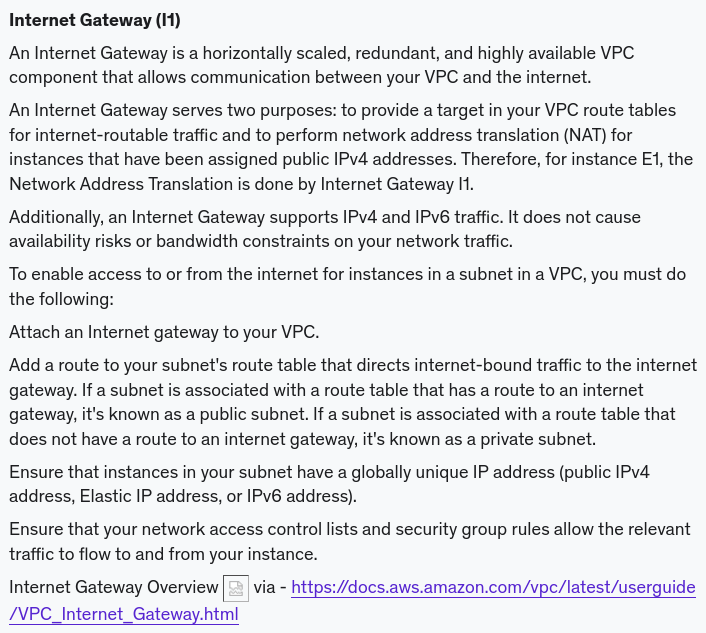 Internet Gateway (I1)
An Internet Gateway is a horizontally scaled, redundant, and highly available VPC
component that allows communication between your VPC and the internet.
An Internet Gateway serves two purposes: to provide a target in your VPC route tables
for internet-routable traffic and to perform network address translation (NAT) for
instances that have been assigned public IPv4 addresses. Therefore, for instance E1, the
Network Address Translation is done by Internet Gateway I1.
Additionally, an Internet Gateway supports IPv4 and IPv6 traffic. It does not cause
availability risks or bandwidth constraints on your network traffic.
To enable access to or from the internet for instances in a subnet in a VPC, you must do
the following:
Attach an Internet gateway to your VPC.
Add a route to your subnet's route table that directs internet-bound traffic to the internet
gateway. If a subnet is associated with a route table that has a route to an internet
gateway, it's known as a public subnet. If a subnet is associated with a route table that
does not have a route to an internet gateway, it's known as a private subnet.
Ensure that instances in your subnet have a globally unique IP address (public IPv4
address, Elastic IP address, or IPv6 address).
Ensure that your network access control lists and security group rules allow the relevant
traffic to flow to and from your instance.
Internet Gateway Overview via - https://docs.aws.amazon.com/vpc/latest/userguide
/VPC_Internet_Gateway.html